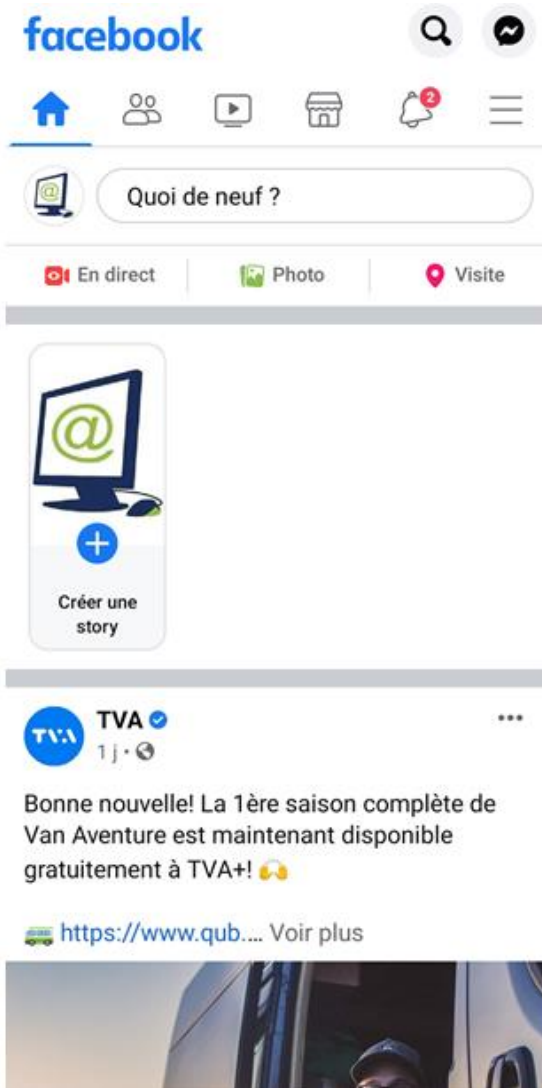 facebook
2
Quoi de neuf ?
En direct
Photo
Visite
@
@
Créer une
story
TVA
TVA
1 j ·
Bonne nouvelle! La 1ère saison complète de
Van Aventure est maintenant disponible
gratuitement à TVA+! 🙌
🚐 https://www.qub.... Voir plus